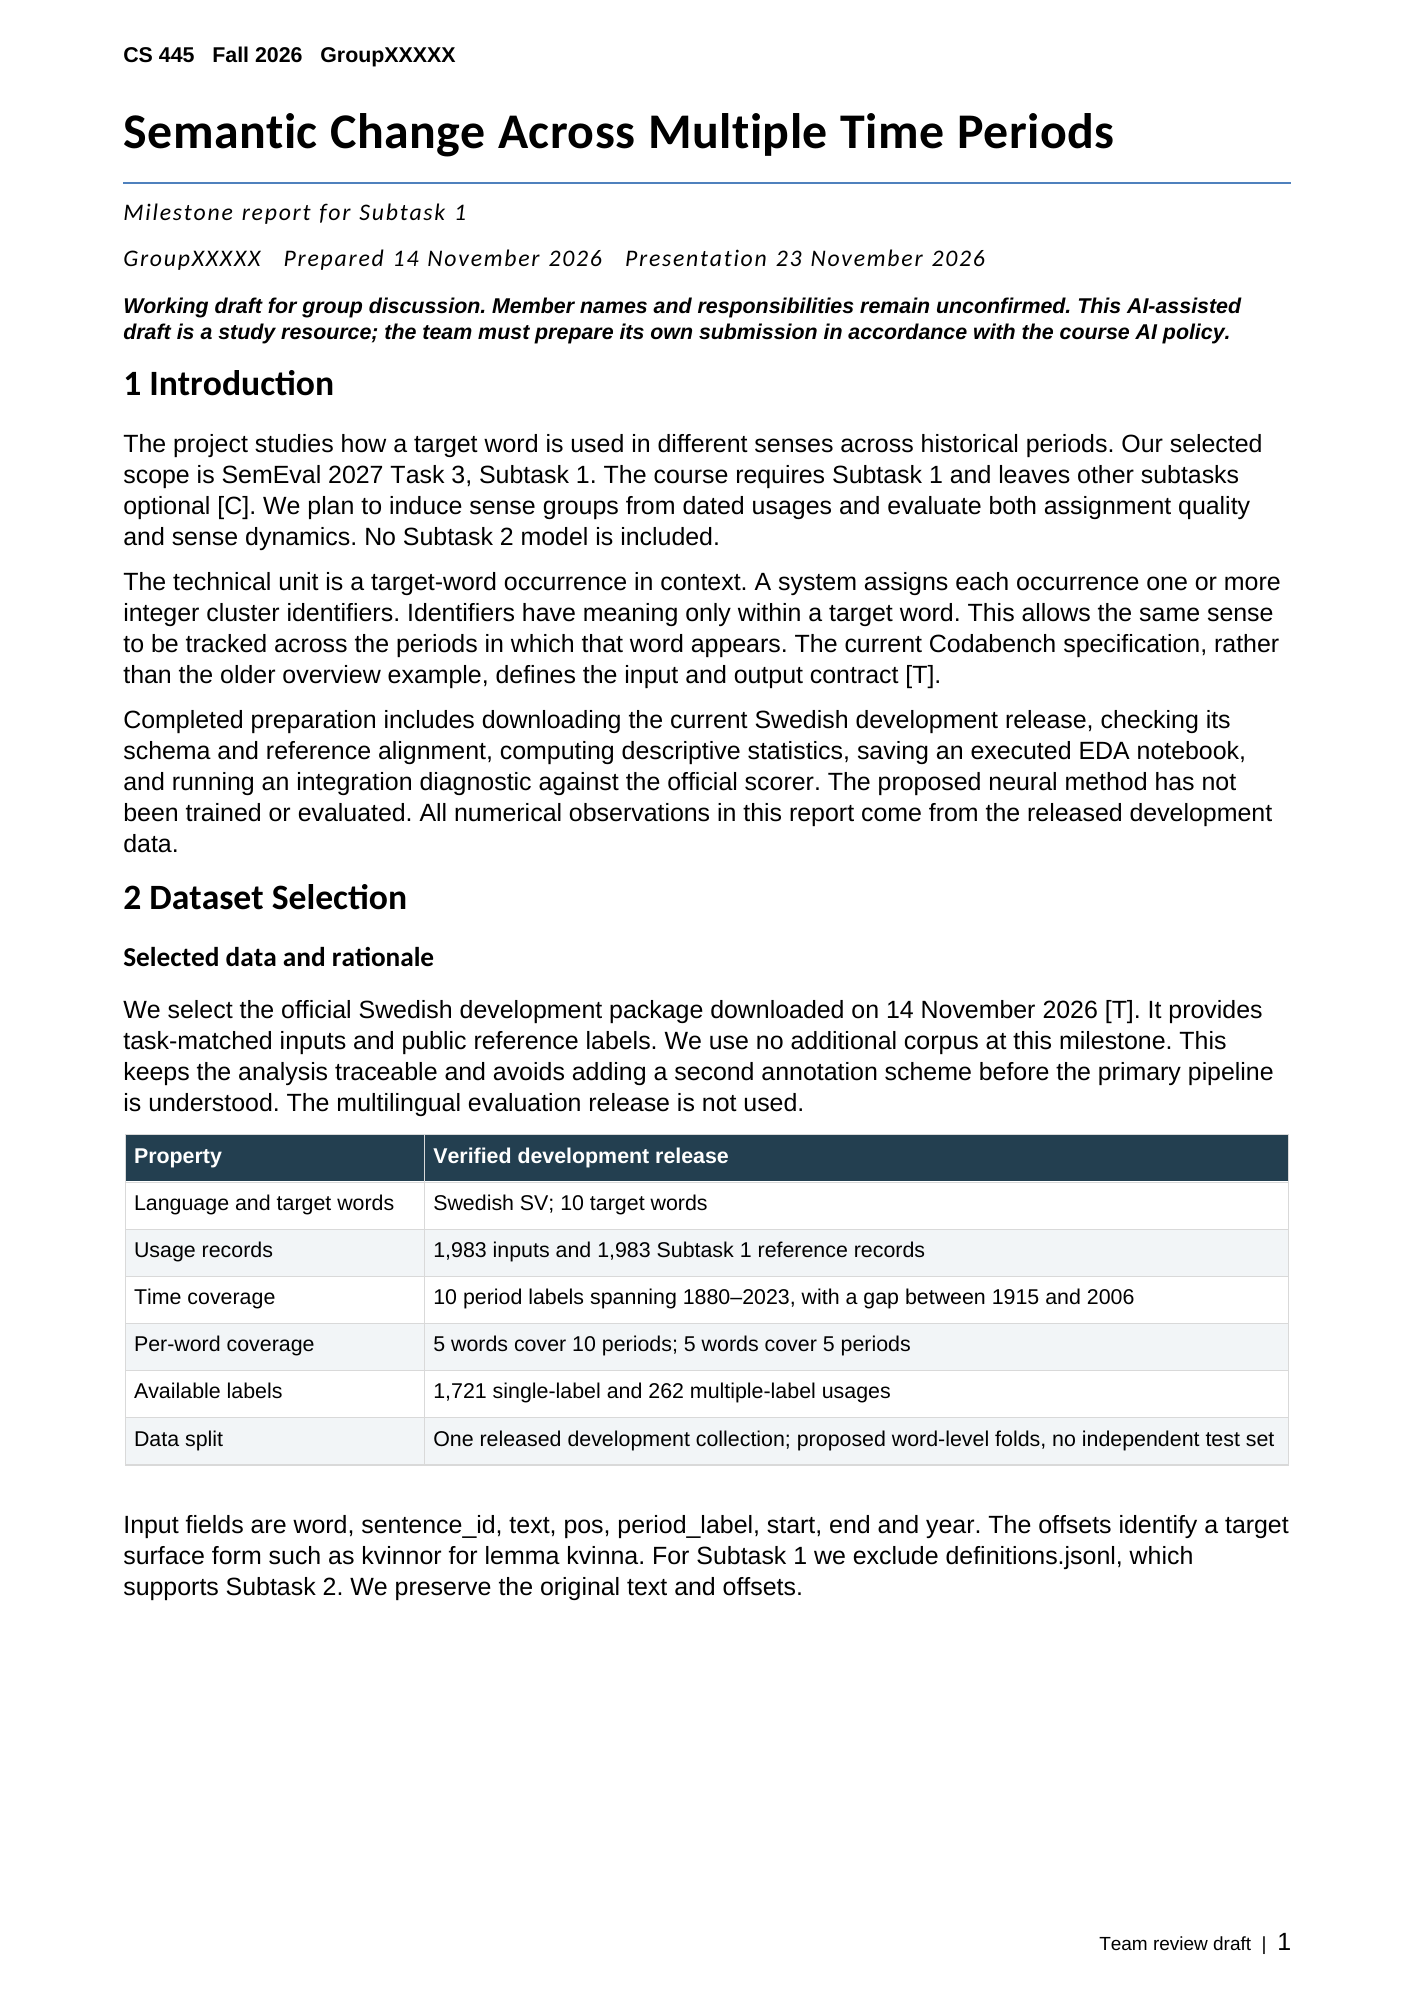 CS 445 Fall 2026 GroupXXXXX
Semantic Change Across Multiple Time Periods
Milestone report for Subtask 1
GroupXXXXX Prepared 14 November 2026 Presentation 23 November 2026
Working draft for group discussion. Member names and responsibilities remain unconfirmed. This AI-assisted
draft is a study resource; the team must prepare its own submission in accordance with the course AI policy.
1 Introduction
The project studies how a target word is used in different senses across historical periods. Our selected
scope is SemEval 2027 Task 3, Subtask 1. The course requires Subtask 1 and leaves other subtasks
optional [C]. We plan to induce sense groups from dated usages and evaluate both assignment quality
and sense dynamics. No Subtask 2 model is included.
The technical unit is a target-word occurrence in context. A system assigns each occurrence one or more
integer cluster identifiers. Identifiers have meaning only within a target word. This allows the same sense
to be tracked across the periods in which that word appears. The current Codabench specification, rather
than the older overview example, defines the input and output contract [T].
Completed preparation includes downloading the current Swedish development release, checking its
schema and reference alignment, computing descriptive statistics, saving an executed EDA notebook,
and running an integration diagnostic against the official scorer. The proposed neural method has not
been trained or evaluated. All numerical observations in this report come from the released development
data.
2 Dataset Selection
Selected data and rationale
We select the official Swedish development package downloaded on 14 November 2026 [T]. It provides
task-matched inputs and public reference labels. We use no additional corpus at this milestone. This
keeps the analysis traceable and avoids adding a second annotation scheme before the primary pipeline
is understood. The multilingual evaluation release is not used.
Property Verified development release
Language and target words Swedish SV; 10 target words
Usage records 1,983 inputs and 1,983 Subtask 1 reference records
Time coverage 10 period labels spanning 1880–2023, with a gap between 1915 and 2006
Per-word coverage 5 words cover 10 periods; 5 words cover 5 periods
Available labels 1,721 single-label and 262 multiple-label usages
Data split One released development collection; proposed word-level folds, no independent test set
Input fields are word, sentence_id, text, pos, period_label, start, end and year. The offsets identify a target
surface form such as kvinnor for lemma kvinna. For Subtask 1 we exclude definitions.jsonl, which
supports Subtask 2. We preserve the original text and offsets.
Team review draft | 1